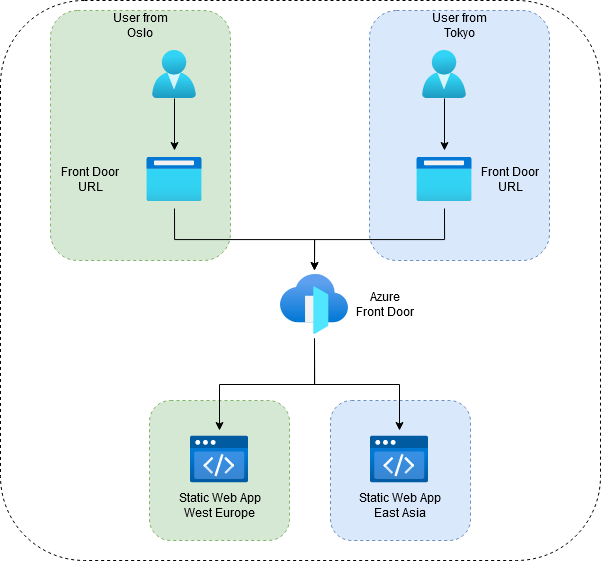 User from
Oslo
User from
Tokyo
Front Door
URL
Front Door
URL
Azure
Front Door
Static Web App
West Europe
Static Web App
East Asia